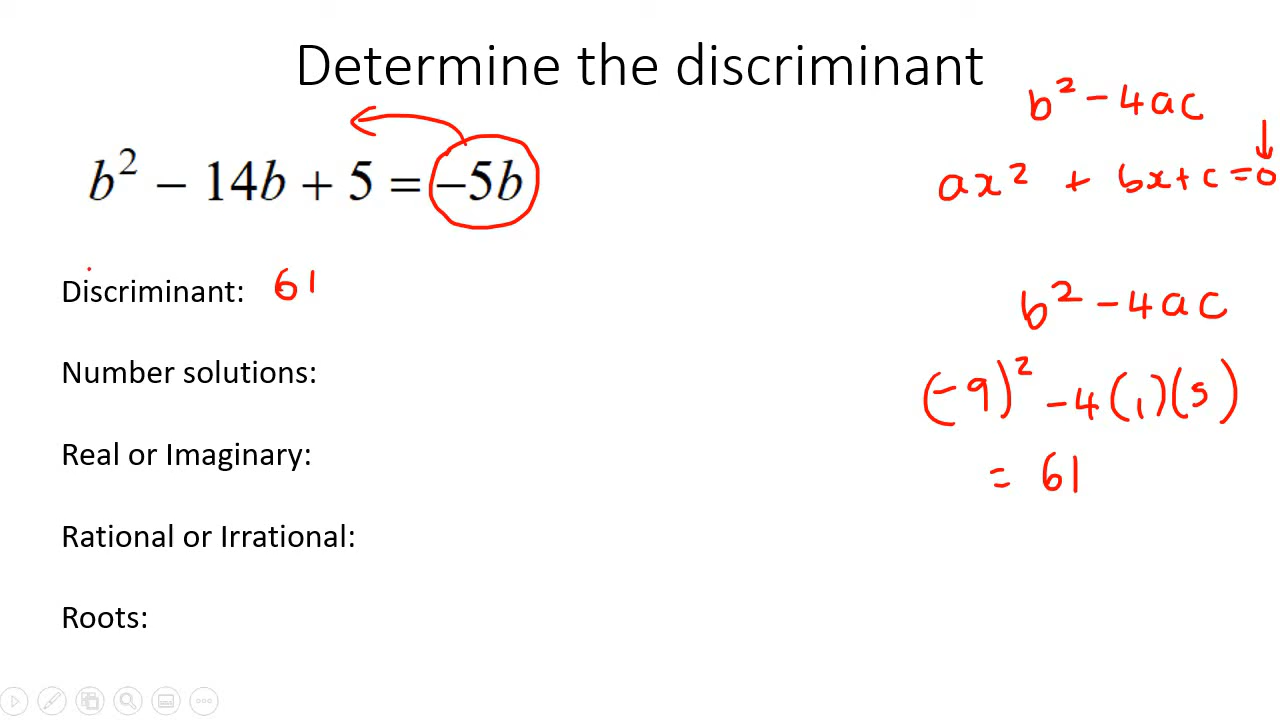 Determine the discriminant
b² - 4ac
b² − 14b + 5 = −5b
ax² + bx + c = 0
Discriminant: 61
b² - 4ac
Number solutions:
(-9)² - 4(1)(5)
Real or Imaginary:
= 61
Rational or Irrational:
Roots: